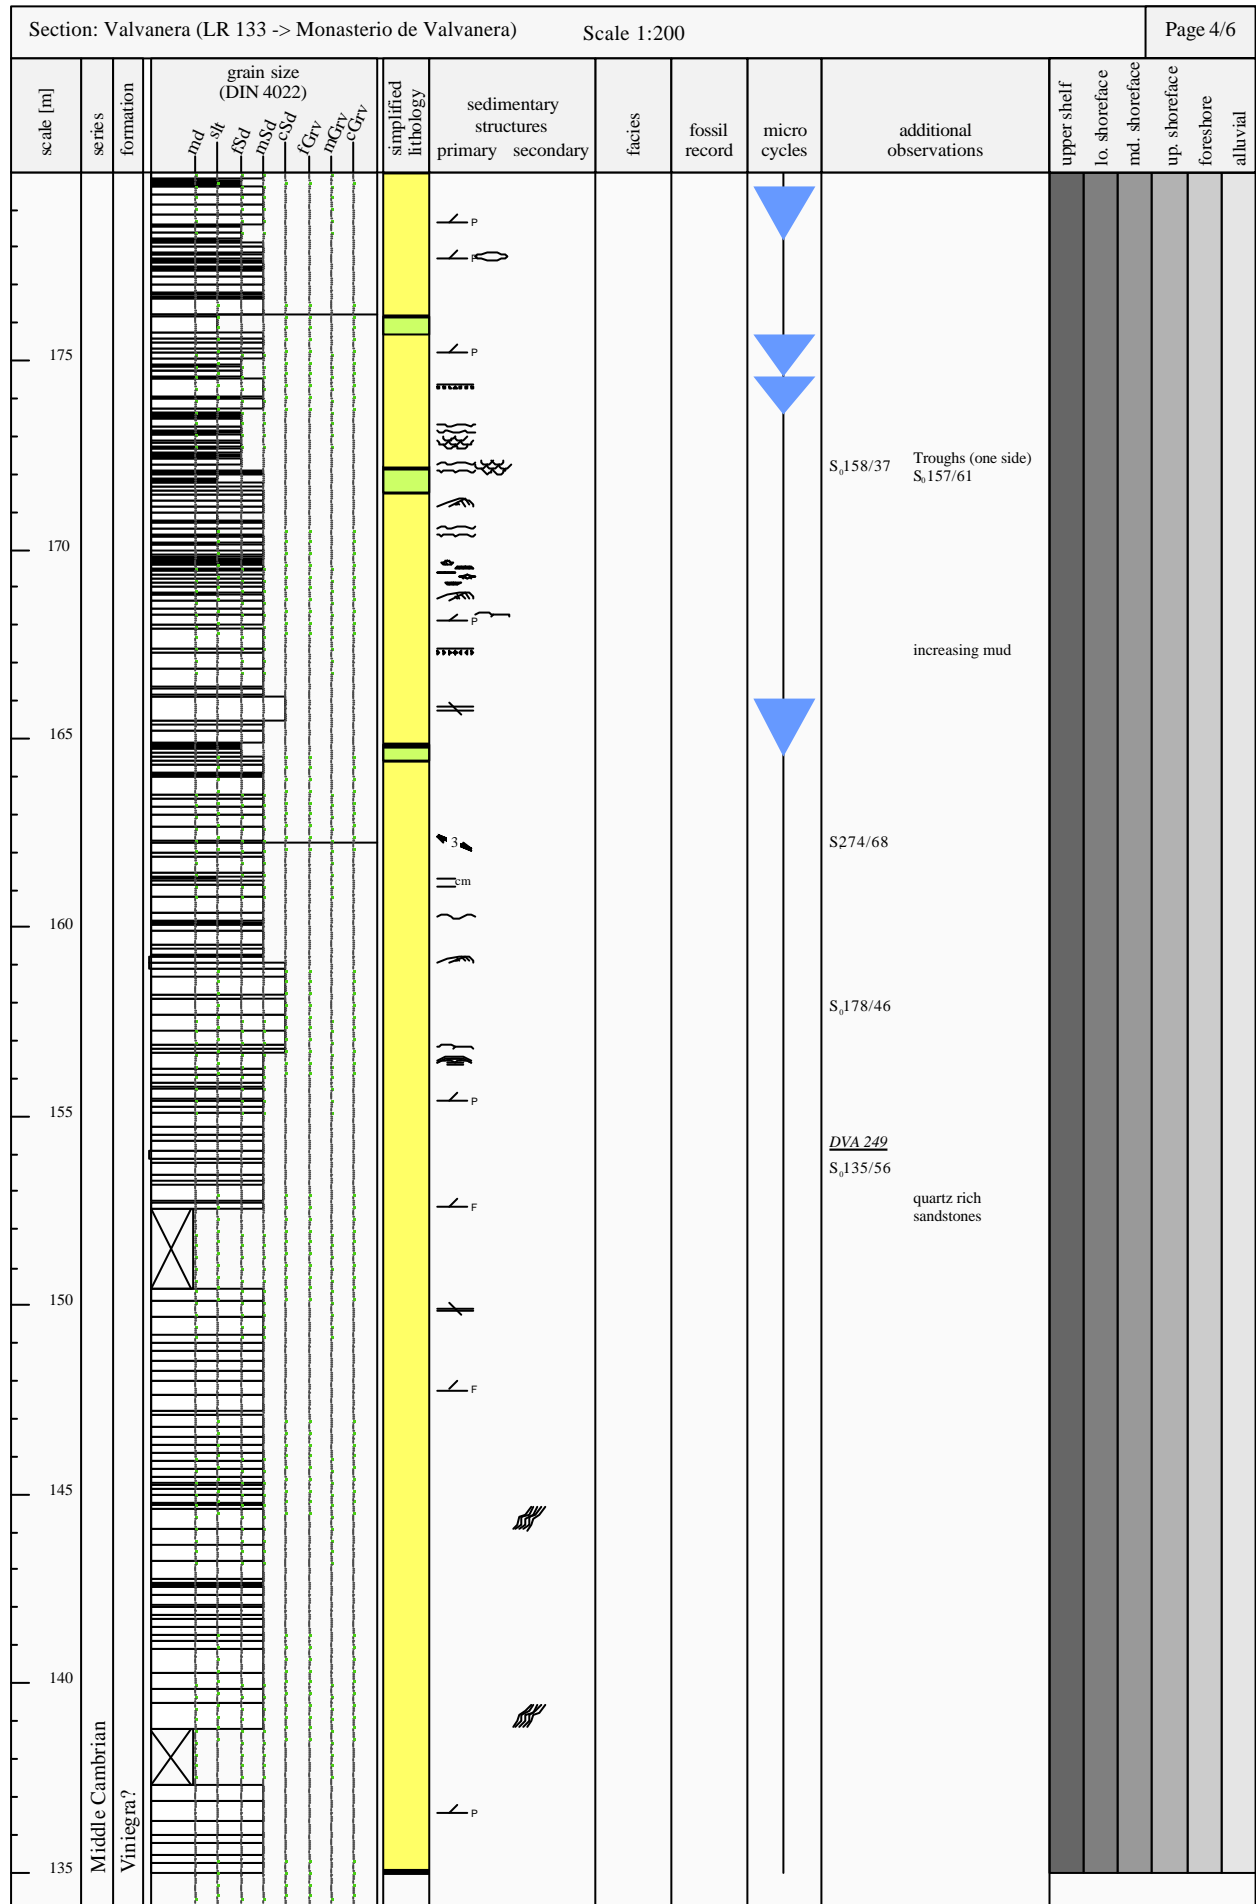 Section: Valvanera (LR 133 -> Monasterio de Valvanera) Scale 1:200 Page 4/6
scale [m]
series
formation
grain size
(DIN 4022)
md
slt
fSd
mSd
cSd
fGrv
mGrv
cGrv
simplified
lithology
sedimentary
structures
primary secondary
facies
fossil
record
micro
cycles
additional
observations
upper shelf
lo. shoreface
md. shoreface
up. shoreface
foreshore
alluvial
P
P
175
P
S₀158/37 Troughs (one side)
S₀157/61
170
P
increasing mud
165
3
S274/68
cm
160
S₀178/46
155
P
DVA 249
S₀135/56
quartz rich
sandstones
F
150
F
145
140
P
135
Middle Cambrian
Viniegra?